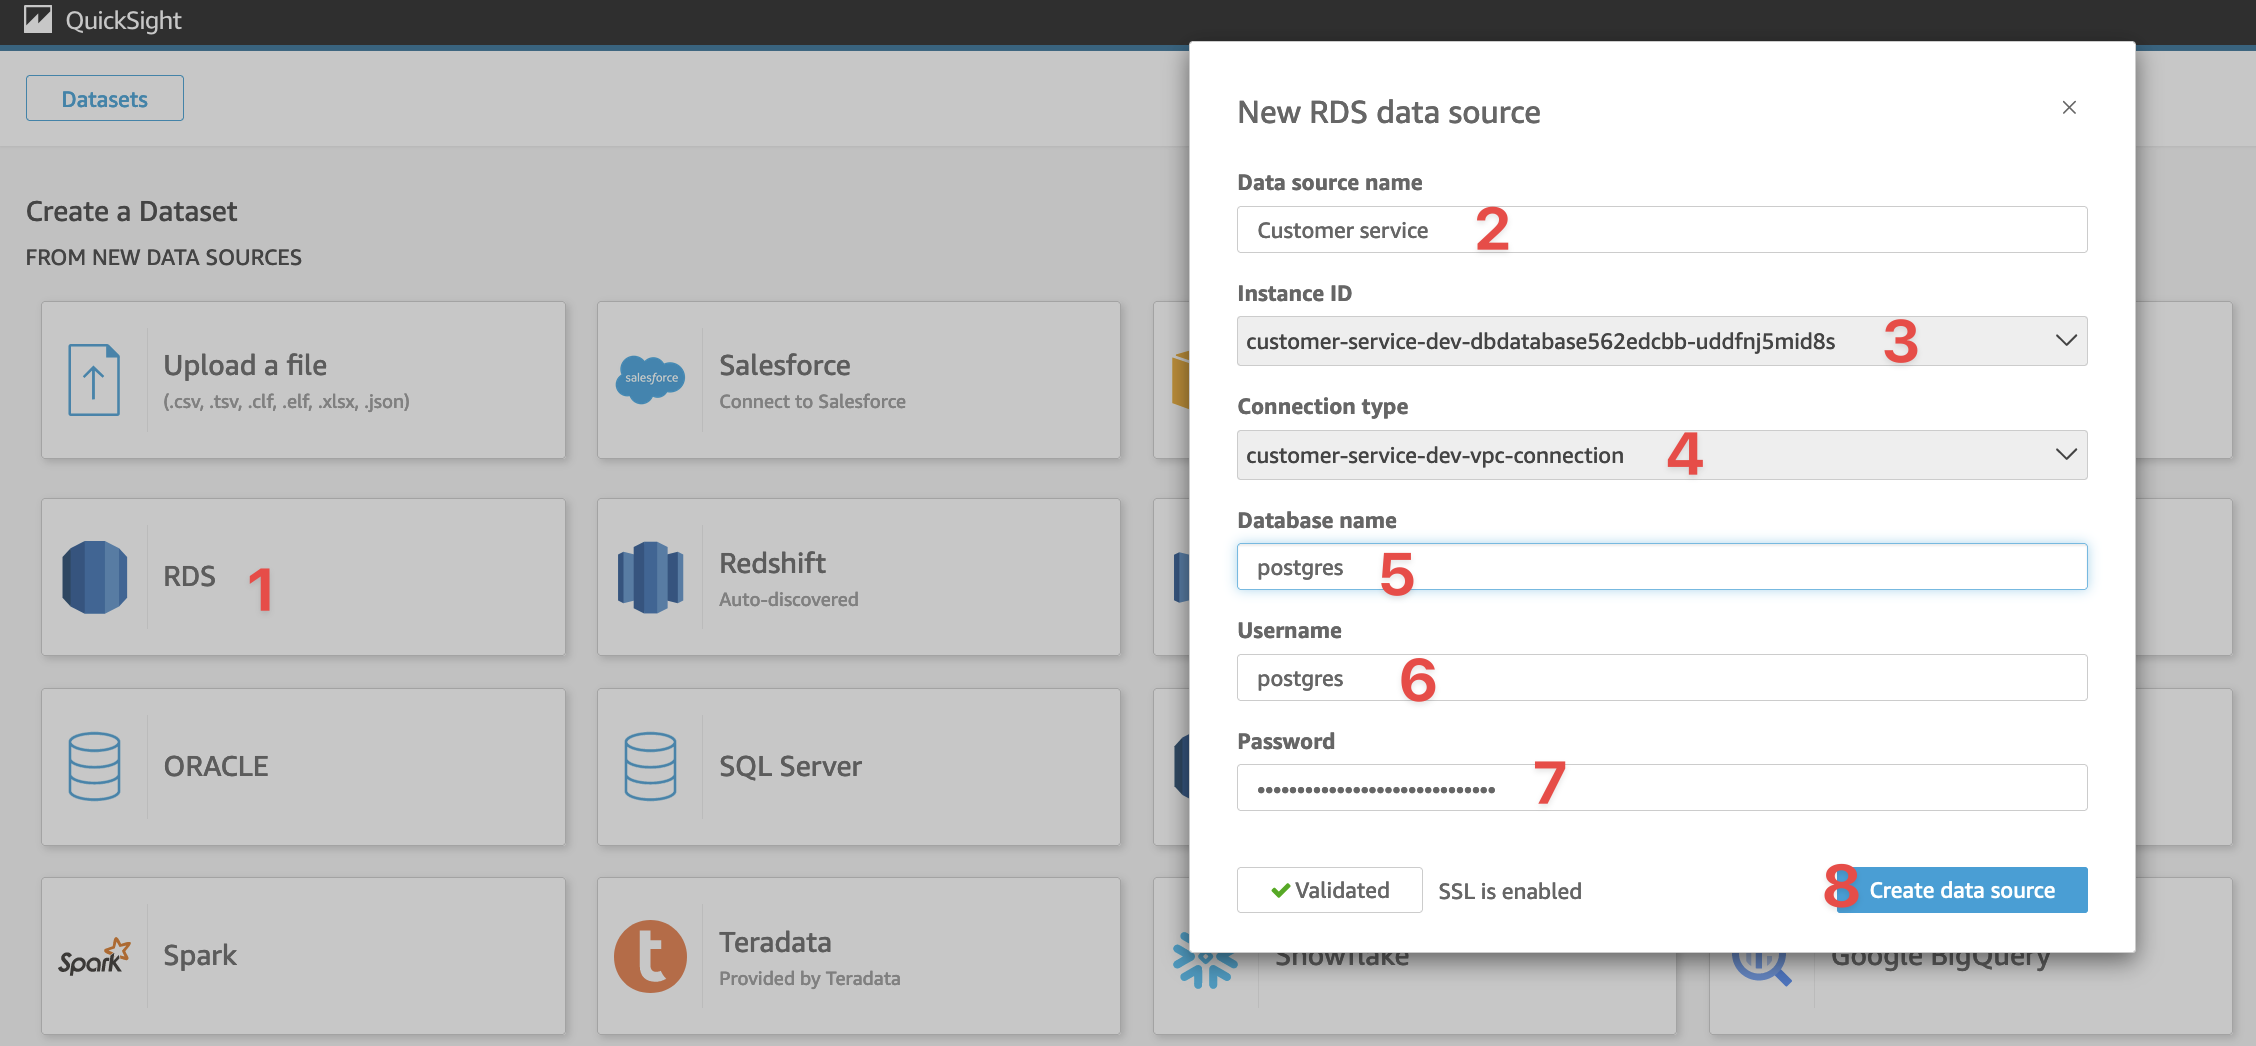 QuickSight
Datasets
Create a Dataset
FROM NEW DATA SOURCES
Upload a file
(.csv, .tsv, .clf, .elf, .xlsx, .json)
salesforce
Salesforce
Connect to Salesforce
RDS 1
Redshift
Auto-discovered
ORACLE
SQL Server
Spark
Spark
t
Teradata
Provided by Teradata
Snowflake
Google BigQuery
New RDS data source
Data source name
Customer service 2
Instance ID
customer-service-dev-dbdatabase562edcbb-uddfnj5mid8s 3
Connection type
customer-service-dev-vpc-connection 4
Database name
postgres 5
Username
postgres 6
Password
•••••••••••••••••••••••••••••• 7
Validated SSL is enabled 8 Create data source